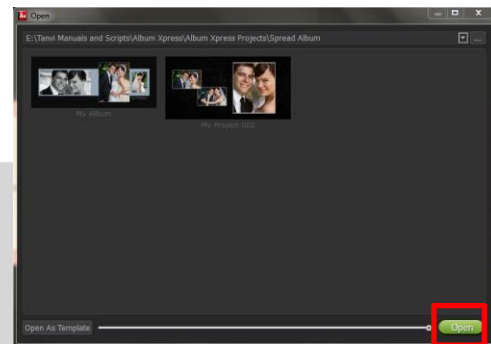 Open
E:\Tanvi Manuals and Scripts\Album Xpress\Album Xpress Projects\Spread Album
...
My Album
My Project-002
Open As Template
Open